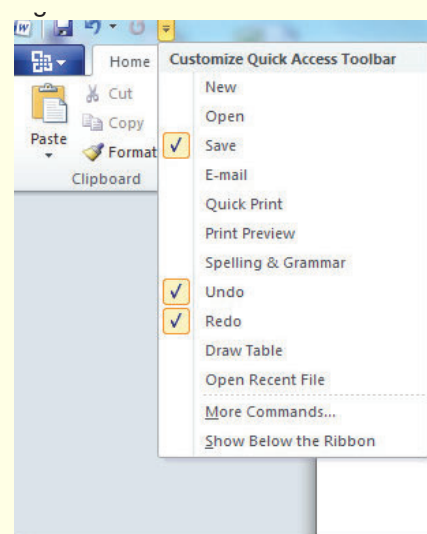 Home
Cut
Copy
Paste
Format
Clipboard
Customize Quick Access Toolbar
New
Open
Save
E-mail
Quick Print
Print Preview
Spelling & Grammar
Undo
Redo
Draw Table
Open Recent File
More Commands...
Show Below the Ribbon